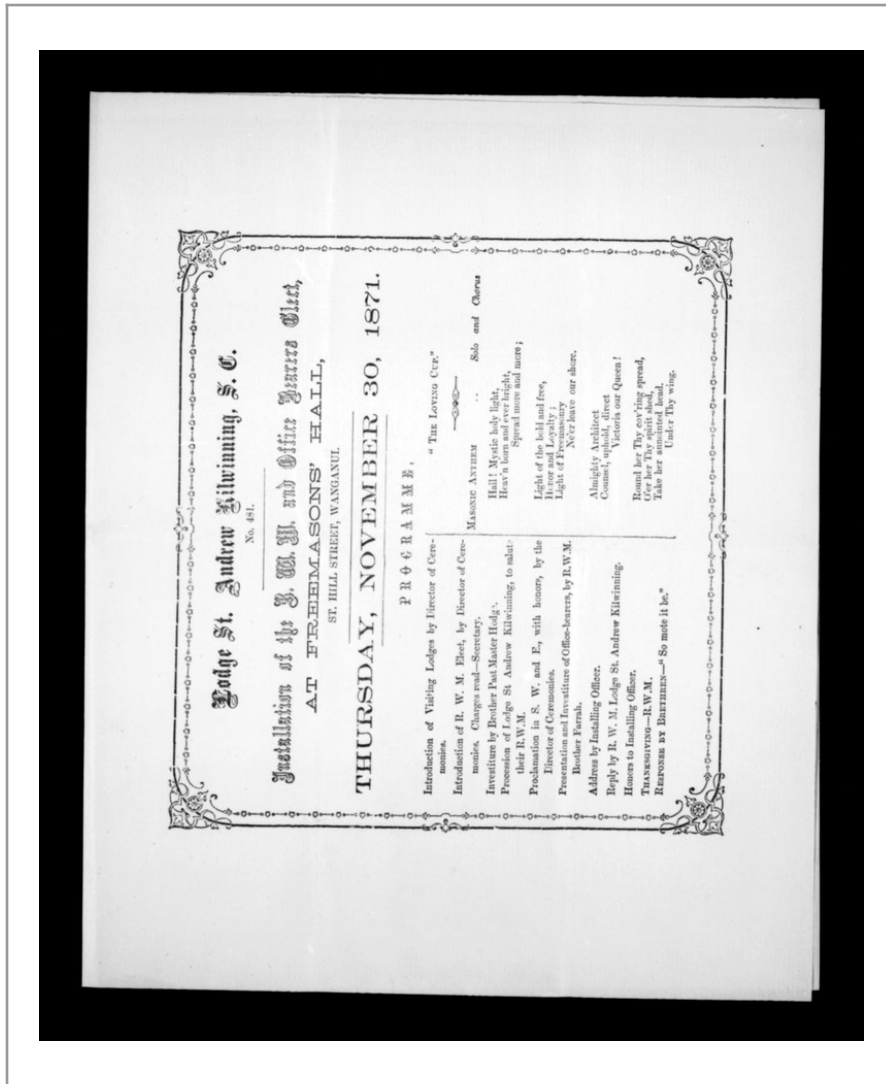 Lodge St. Andrew Kilwinning, S. C.
No. 481.
Installation of the R. W. M. and Office Bearers Elect,
AT FREEMASONS' HALL,
ST. HILL STREET, WANGANUI.
THURSDAY, NOVEMBER 30, 1871.
PROGRAMME.
Introduction of Visiting Lodges by Director of Cere-
monies.
Introduction of R. W. M. Elect, by Director of Cere-
monies. Charges read—Secretary.
Investiture by Brother Past Master Hodge.
Procession of Lodge St Andrew Kilwinning, to salute
their R.W.M.
Proclamation in S. W. and E., with honors, by the
Director of Ceremonies.
Presentation and Investiture of Office-bearers, by R.W.M.
Brother Farrah.
Address by Installing Officer.
Reply by R. W. M, Lodge St. Andrew Kilwinning.
Honors to Installing Officer.
THANKSGIVING—R.W.M.
RESPONSE BY BRETHREN—“ So mote it be.”
“ THE LOVING CUP.”
MASONIC ANTHEM .. Solo and Chorus
Hail! Mystic holy light,
Heav'n born and ever bright,
Spread more and more ;
Light of the bold and free,
Honor and Loyalty ;
Light of Freemasonry
Ne'er leave our shore.
Almighty Architect
Counsel, uphold, direct
Victoria our Queen!
Round her Thy cov'ring spread,
O'er her Thy spirit shed,
Take her annointed head,
Under Thy wing.